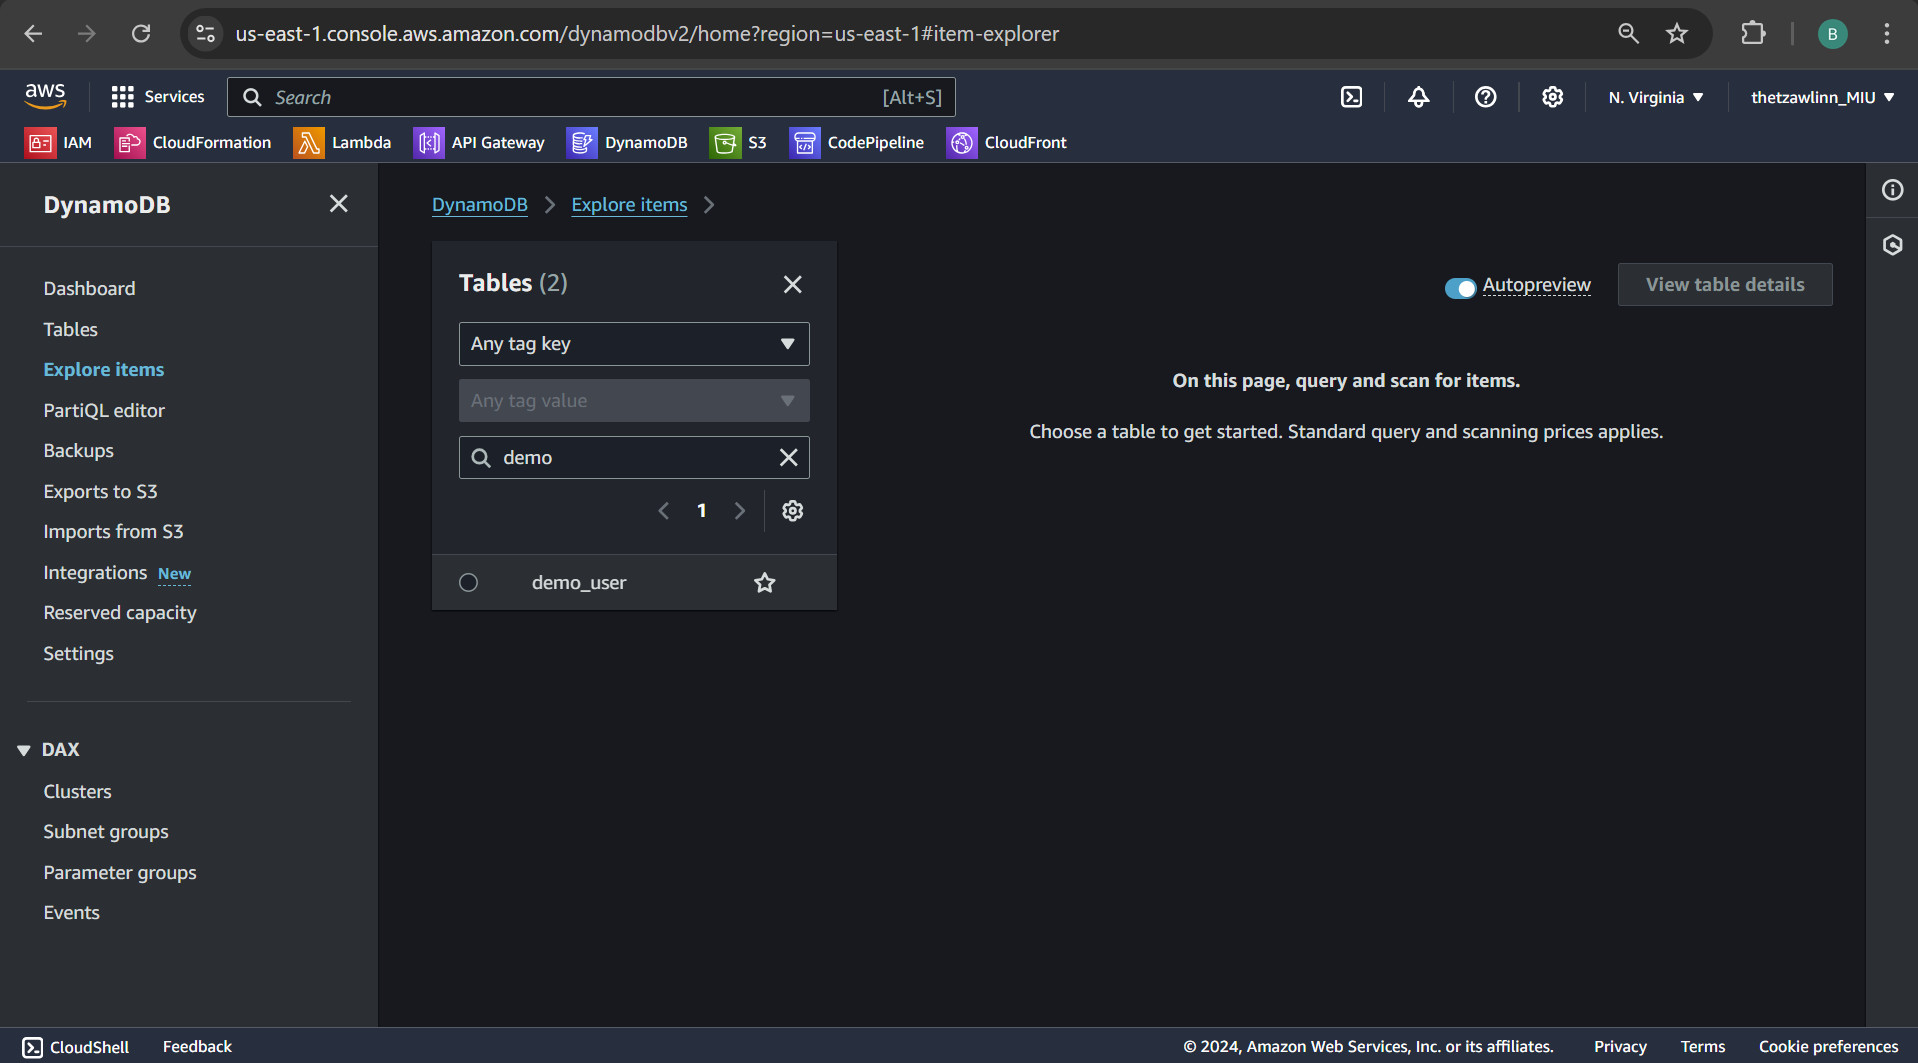 us-east-1.console.aws.amazon.com/dynamodbv2/home?region=us-east-1#item-explorer
B
aws
Services
Search
[Alt+S]
N. Virginia
thetzawlinn_MIU
IAM
CloudFormation
Lambda
API Gateway
DynamoDB
S3
CodePipeline
CloudFront
DynamoDB
Dashboard
Tables
Explore items
PartiQL editor
Backups
Exports to S3
Imports from S3
Integrations New
Reserved capacity
Settings
DAX
Clusters
Subnet groups
Parameter groups
Events
DynamoDB
Explore items
Tables (2)
Any tag key
Any tag value
demo
1
demo_user
Autopreview
View table details
On this page, query and scan for items.
Choose a table to get started. Standard query and scanning prices applies.
CloudShell
Feedback
© 2024, Amazon Web Services, Inc. or its affiliates.
Privacy
Terms
Cookie preferences